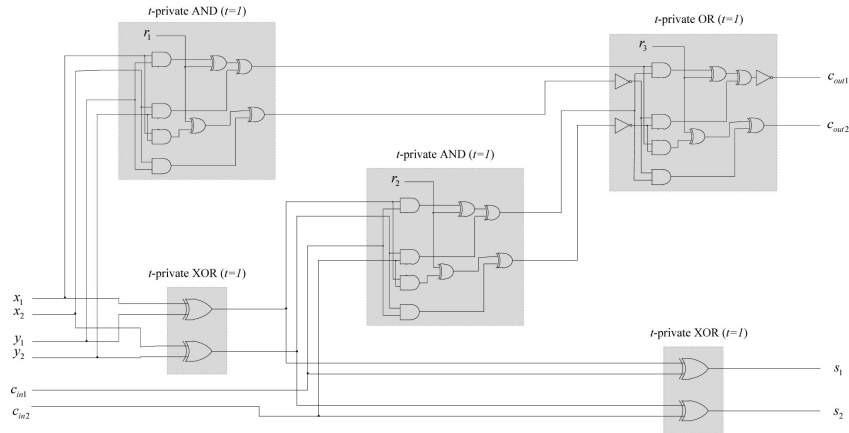 t-private AND (t=1)
t-private OR (t=1)
r1
r3
cout1
cout2
t-private AND (t=1)
r2
t-private XOR (t=1)
x1
x2
y1
y2
cin1
cin2
t-private XOR (t=1)
s1
s2